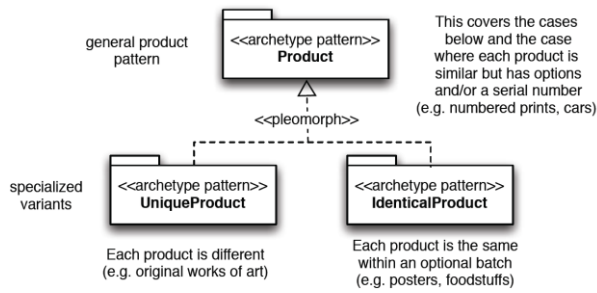 general product
pattern
<<archetype pattern>>
Product
This covers the cases
below and the case
where each product is
similar but has options
and/or a serial number
(e.g. numbered prints, cars)
<<pleomorph>>
specialized
variants
<<archetype pattern>>
UniqueProduct
<<archetype pattern>>
IdenticalProduct
Each product is different
(e.g. original works of art)
Each product is the same
within an optional batch
(e.g. posters, foodstuffs)